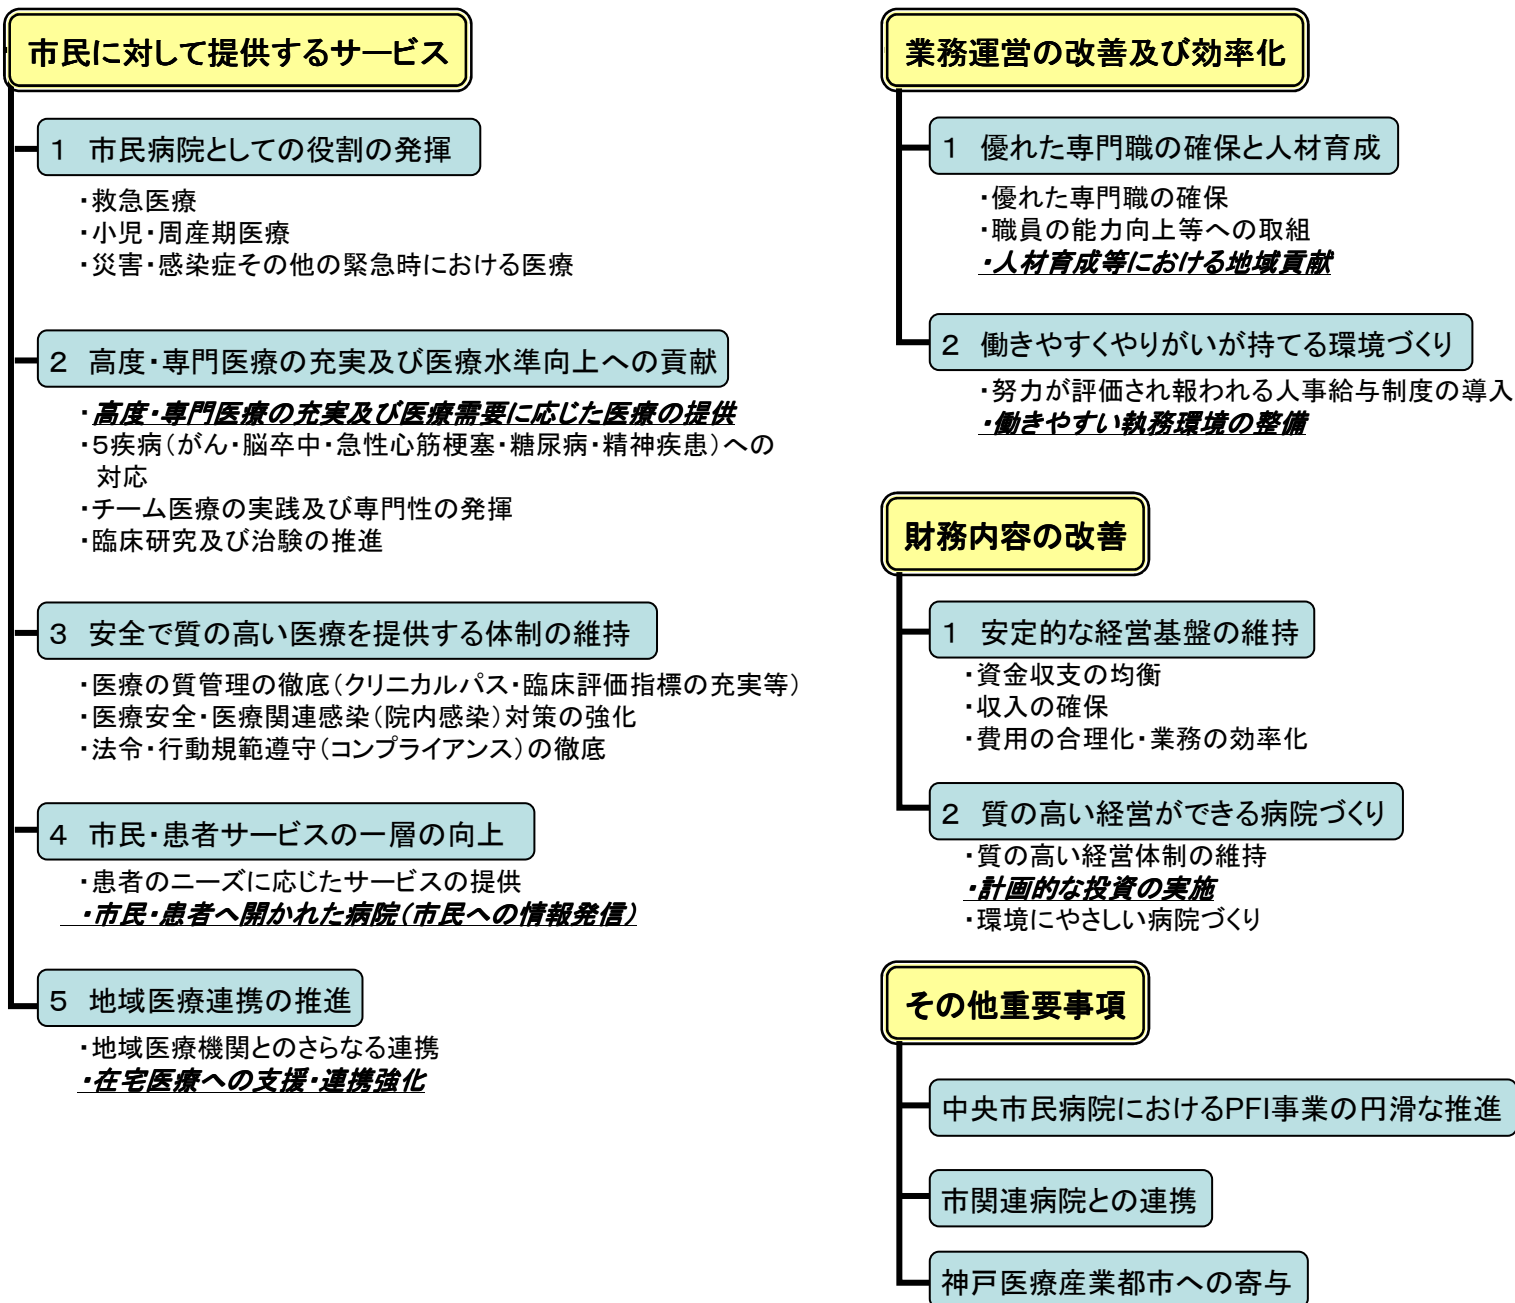 市民に対して提供するサービス
1 市民病院としての役割の発揮
・救急医療
・小児・周産期医療
・災害・感染症その他の緊急時における医療
2 高度・専門医療の充実及び医療水準向上への貢献
・高度・専門医療の充実及び医療需要に応じた医療の提供
・5疾病(がん・脳卒中・急性心筋梗塞・糖尿病・精神疾患)への
対応
・チーム医療の実践及び専門性の発揮
・臨床研究及び治験の推進
3 安全で質の高い医療を提供する体制の維持
・医療の質管理の徹底(クリニカルパス・臨床評価指標の充実等)
・医療安全・医療関連感染(院内感染)対策の強化
・法令・行動規範遵守(コンプライアンス)の徹底
4 市民・患者サービスの一層の向上
・患者のニーズに応じたサービスの提供
・市民・患者へ開かれた病院(市民への情報発信)
5 地域医療連携の推進
・地域医療機関とのさらなる連携
・在宅医療への支援・連携強化
業務運営の改善及び効率化
1 優れた専門職の確保と人材育成
・優れた専門職の確保
・職員の能力向上等への取組
・人材育成等における地域貢献
2 働きやすくやりがいが持てる環境づくり
・努力が評価され報われる人事給与制度の導入
・働きやすい執務環境の整備
財務内容の改善
1 安定的な経営基盤の維持
・資金収支の均衡
・収入の確保
・費用の合理化・業務の効率化
2 質の高い経営ができる病院づくり
・質の高い経営体制の維持
・計画的な投資の実施
・環境にやさしい病院づくり
その他重要事項
中央市民病院におけるPFI事業の円滑な推進
市関連病院との連携
神戸医療産業都市への寄与